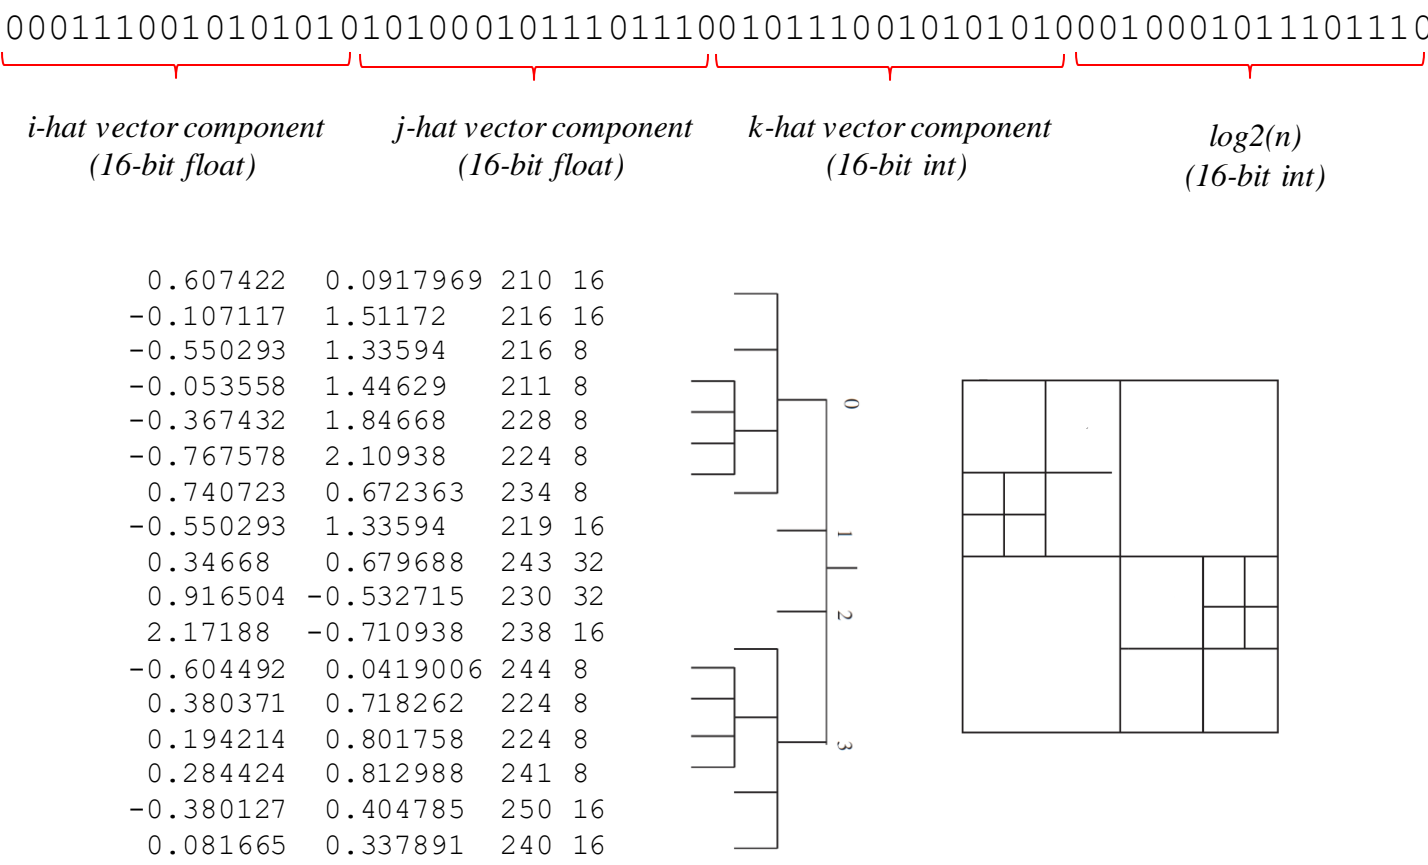 00011100101010101010001011101110001011100101010100010001011101110
i-hat vector component
(16-bit float)
j-hat vector component
(16-bit float)
k-hat vector component
(16-bit int)
log2(n)
(16-bit int)
0.607422 0.0917969 210 16
-0.107117 1.51172 216 16
-0.550293 1.33594 216 8
-0.053558 1.44629 211 8
-0.367432 1.84668 228 8
-0.767578 2.10938 224 8
0.740723 0.672363 234 8
-0.550293 1.33594 219 16
0.34668 0.679688 243 32
0.916504 -0.532715 230 32
2.17188 -0.710938 238 16
-0.604492 0.0419006 244 8
0.380371 0.718262 224 8
0.194214 0.801758 224 8
0.284424 0.812988 241 8
-0.380127 0.404785 250 16
0.081665 0.337891 240 16
0
1
2
3